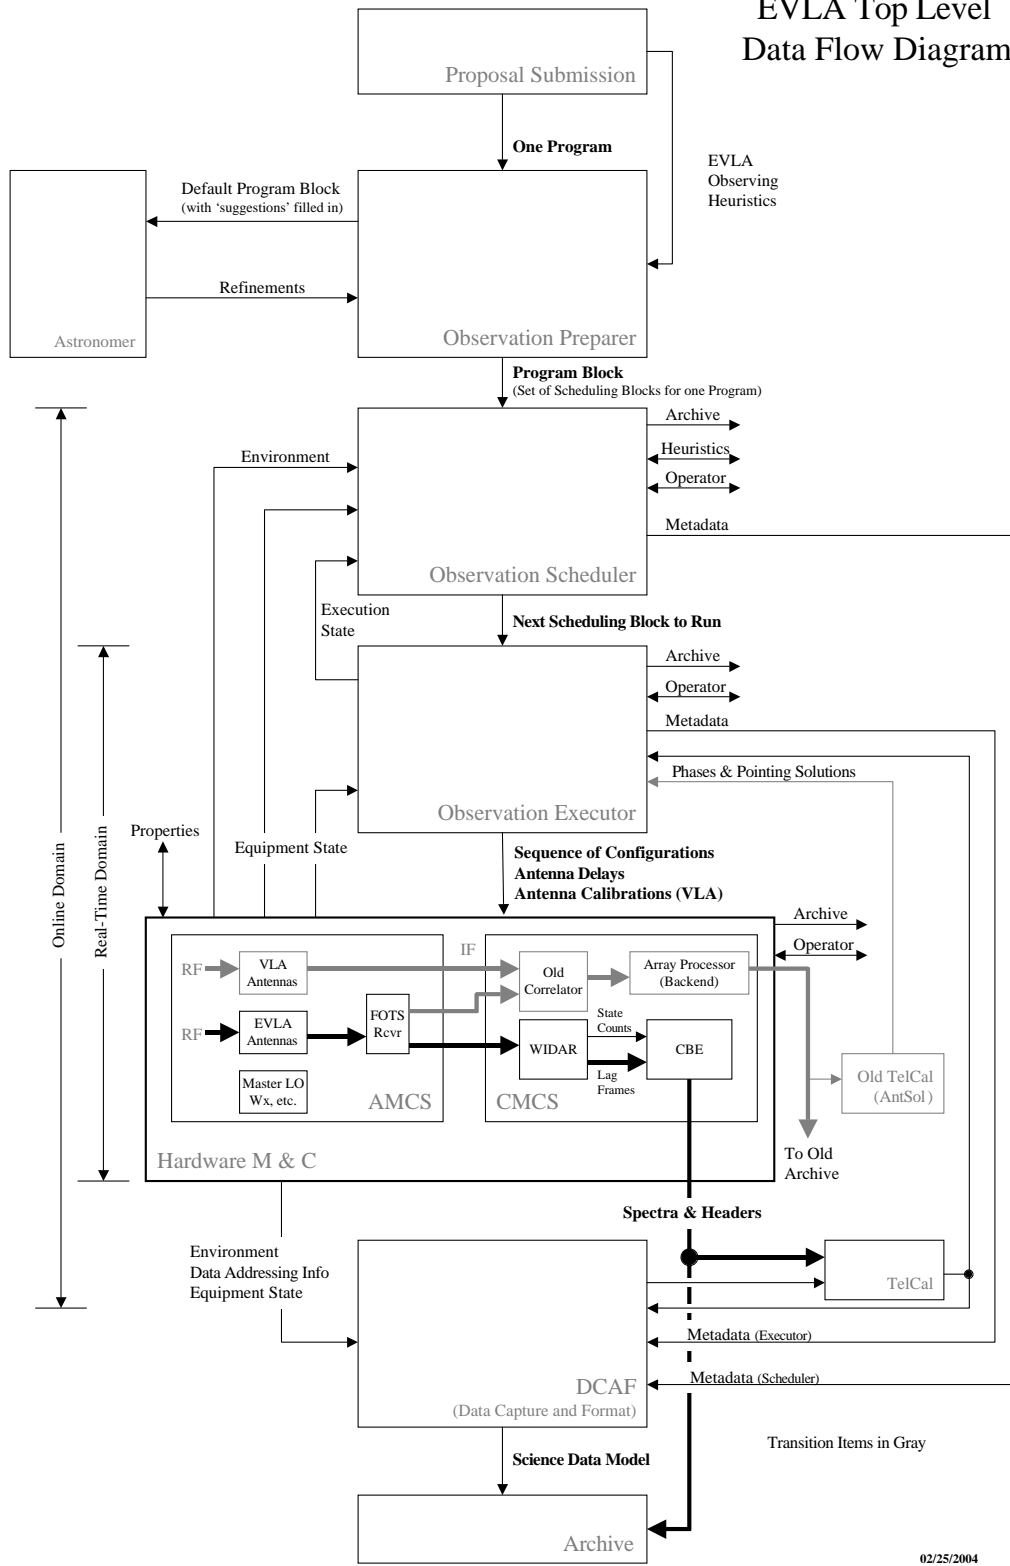 EVLA Top Level
Data Flow Diagram
Proposal Submission
One Program
EVLA
Observing
Heuristics
Default Program Block
(with ‘suggestions’ filled in)
Refinements
Astronomer
Observation Preparer
Program Block
(Set of Scheduling Blocks for one Program)
Archive
Environment
Heuristics
Operator
Metadata
Observation Scheduler
Execution
State
Next Scheduling Block to Run
Archive
Operator
Metadata
Phases & Pointing Solutions
Observation Executor
Properties
Equipment State
Online Domain
Real-Time Domain
Sequence of Configurations
Antenna Delays
Antenna Calibrations (VLA)
Archive
Operator
RF
VLA
Antennas
IF
Old
Correlator
Array Processor
(Backend)
RF
EVLA
Antennas
FOTS
Rcvr
WIDAR
State
Counts
Lag
Frames
CBE
Master LO
Wx, etc.
AMCS
CMCS
Old TelCal
(AntSol )
To Old
Archive
Hardware M & C
Spectra & Headers
Environment
Data Addressing Info
Equipment State
TelCal
Metadata (Executor)
Metadata (Scheduler)
DCAF
(Data Capture and Format)
Transition Items in Gray
Science Data Model
Archive
02/25/2004